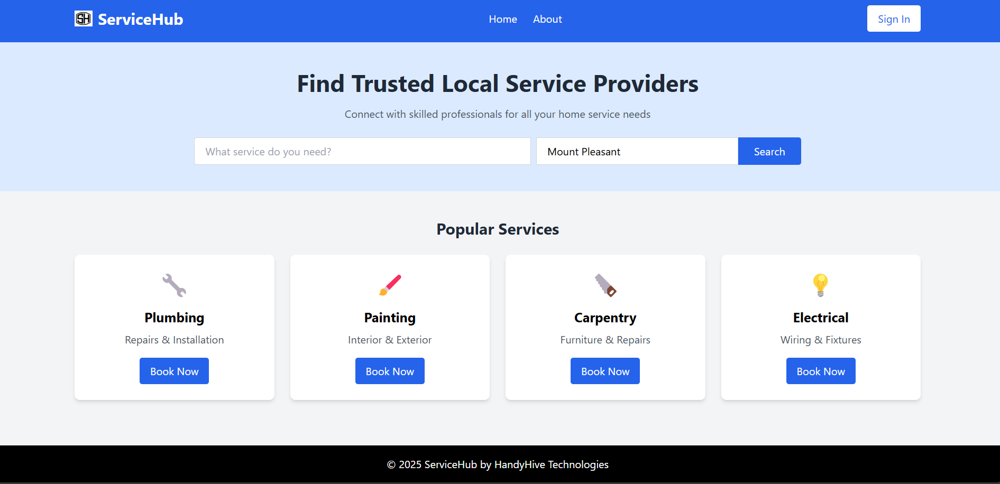 SH ServiceHub
Home About
Sign In
Find Trusted Local Service Providers
Connect with skilled professionals for all your home service needs
What service do you need?
Mount Pleasant
Search
Popular Services
Plumbing
Repairs & Installation
Book Now
Painting
Interior & Exterior
Book Now
Carpentry
Furniture & Repairs
Book Now
Electrical
Wiring & Fixtures
Book Now
© 2025 ServiceHub by HandyHive Technologies